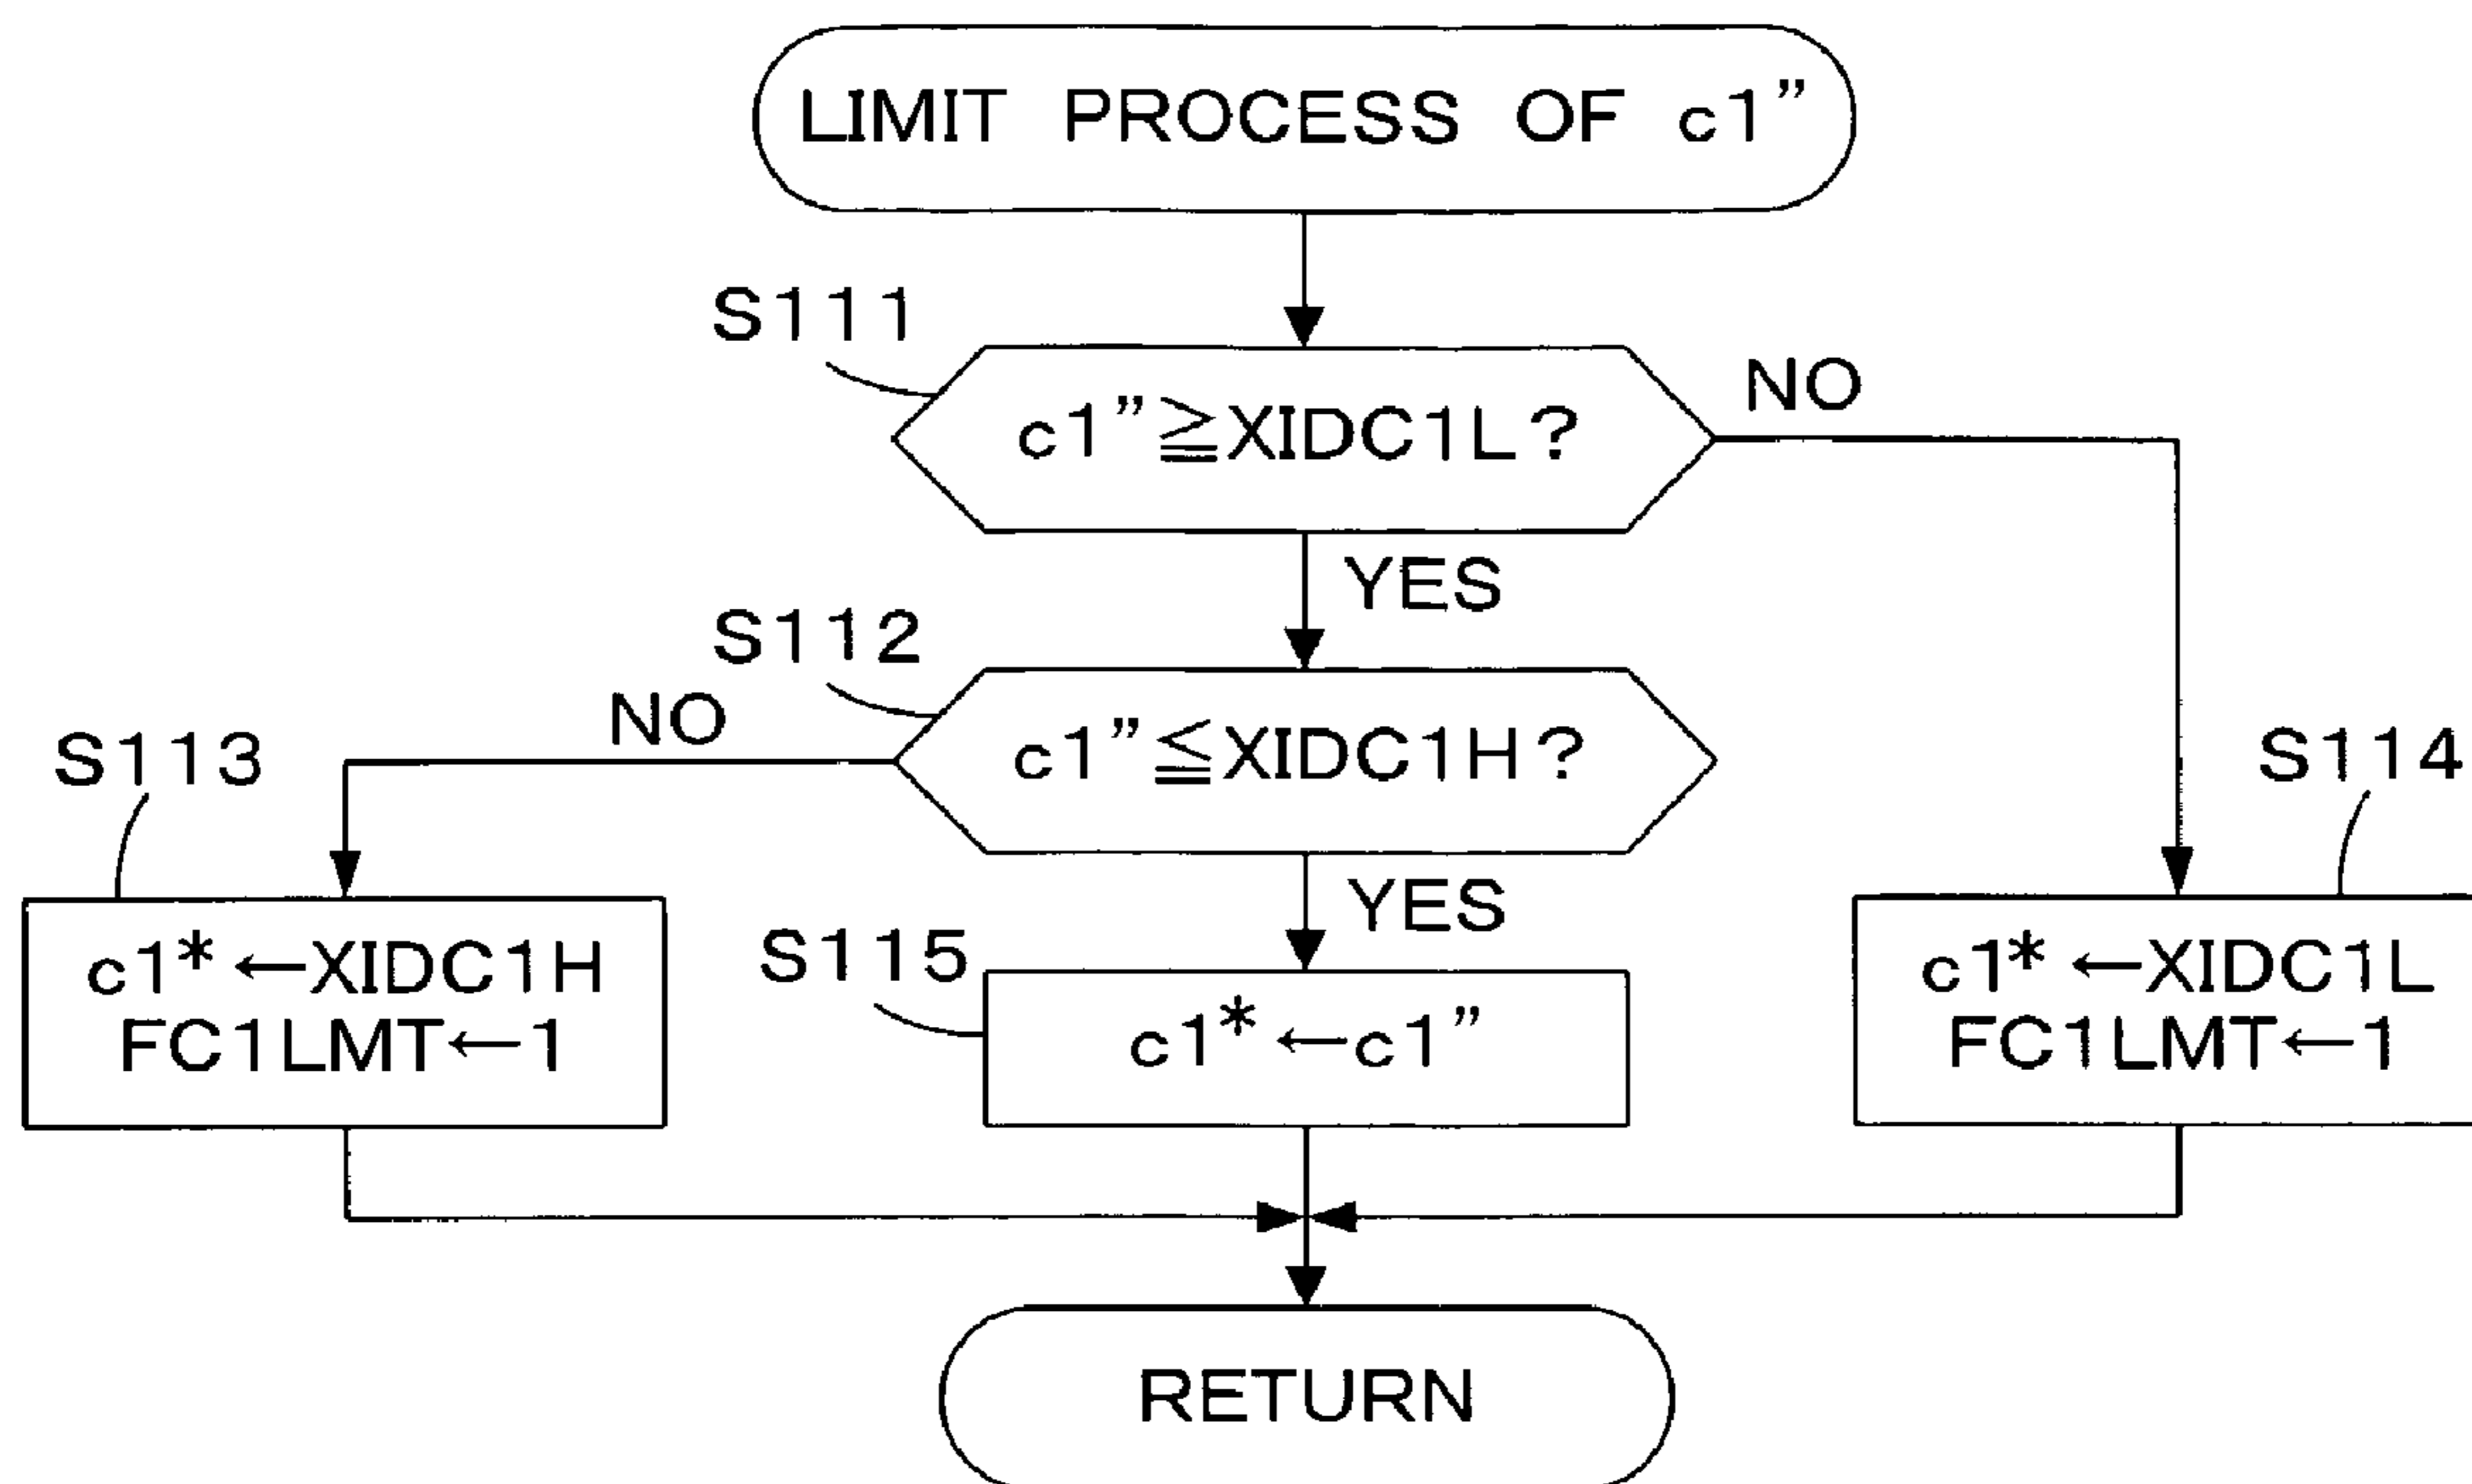 LIMIT PROCESS OF c1”
S111
c1”≧XIDC1L?
NO
YES
S112
c1”≦XIDC1H?
NO
YES
S113
c1*←XIDC1H
FC1LMT←1
S115
c1*←c1”
S114
c1*←XIDC1L
FC1LMT←1
RETURN